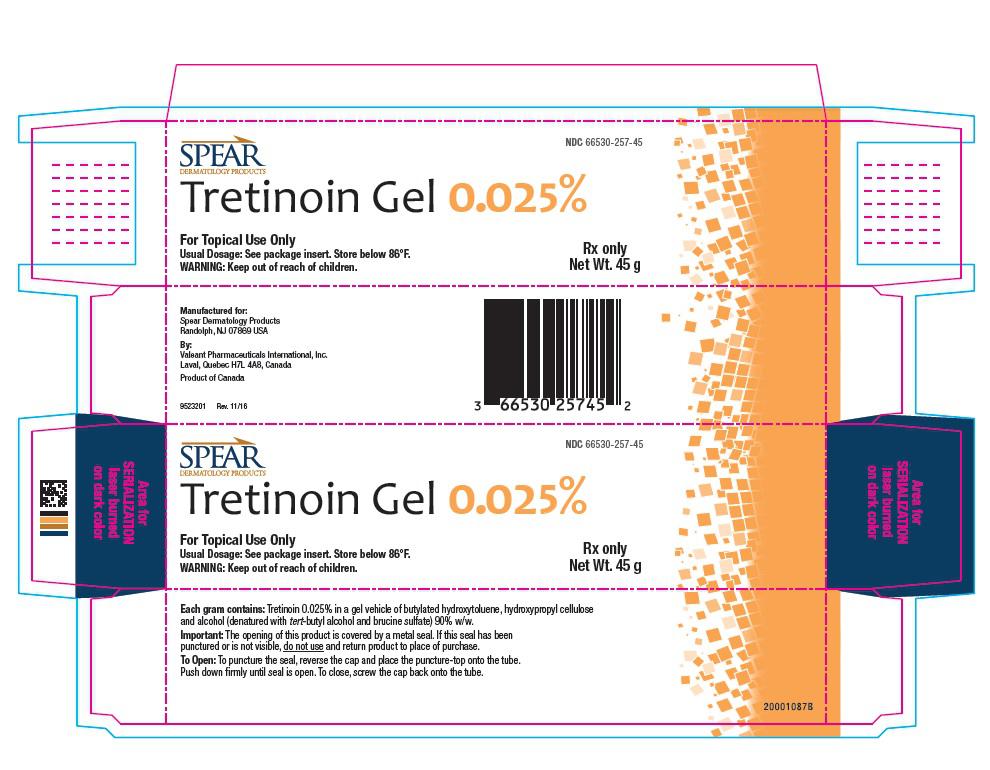 SPEAR
DERMATOLOGY PRODUCTS
NDC 66530-257-45
Tretinoin Gel 0.025%
For Topical Use Only
Usual Dosage: See package insert. Store below 86°F.
WARNING: Keep out of reach of children.
Rx only
Net Wt. 45 g
Manufactured for:
Spear Dermatology Products
Randolph, NJ 07869 USA
By:
Valeant Pharmaceuticals International, Inc.
Laval, Quebec H7L 4A8, Canada
Product of Canada
9523201 Rev. 11/16
3 66530 25745 2
SPEAR
DERMATOLOGY PRODUCTS
NDC 66530-257-45
Tretinoin Gel 0.025%
For Topical Use Only
Usual Dosage: See package insert. Store below 86°F.
WARNING: Keep out of reach of children.
Rx only
Net Wt. 45 g
Area for
SERIALIZATION
laser burned
on dark color
Area for
SERIALIZATION
laser burned
on dark color
Each gram contains: Tretinoin 0.025% in a gel vehicle of butylated hydroxytoluene, hydroxypropyl cellulose
and alcohol (denatured with tert-butyl alcohol and brucine sulfate) 90% w/w.
Important: The opening of this product is covered by a metal seal. If this seal has been
punctured or is not visible, do not use and return product to place of purchase.
To Open: To puncture the seal, reverse the cap and place the puncture-top onto the tube.
Push down firmly until seal is open. To close, screw the cap back onto the tube.
20001087B